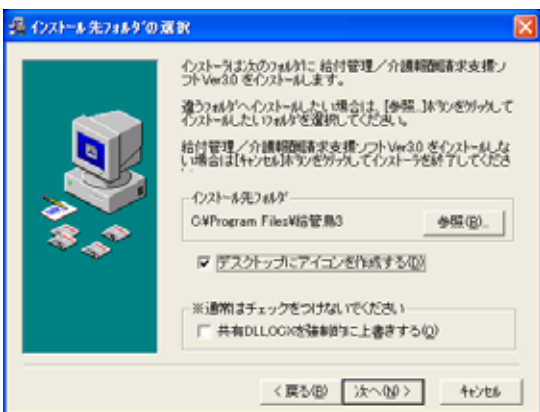 インストール先フォルダの選択
インストーラは次のフォルダに 給付管理／介護報酬請求支援ソ
フトVer3.0 をインストールします。
違うフォルダへインストールしたい場合は、[参照...]ボタンをクリックして
インストールしたいフォルダを選択してください。
給付管理／介護報酬請求支援ソフトVer3.0 をインストールしな
い場合は[キャンセル]ボタンをクリックしてインストーラを終了してくださ
インストール先フォルダ
C:¥Program Files¥給管鳥3
参照(R)...
デスクトップにアイコンを作成する(D)
※通常はチェックをつけないでください
共有DLL,OCXを強制的に上書きする(O)
< 戻る(B)
次へ(N) >
キャンセル